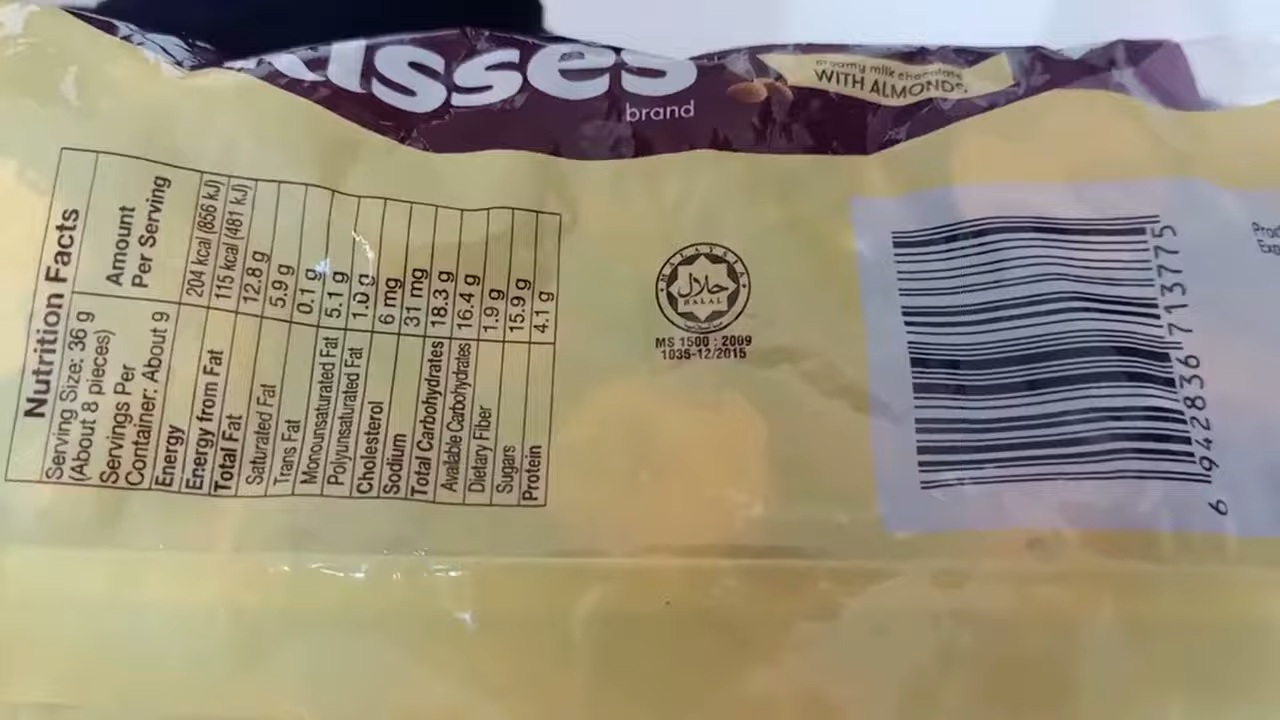 Kisses
brand
creamy milk chocolate
WITH ALMONDS
Nutrition Facts
Serving Size: 36 g
(About 8 pieces)
Servings Per
Container: About 9
Amount
Per Serving
Energy 204 kcal (856 kJ)
Energy from Fat 115 kcal (481 kJ)
Total Fat 12.8 g
Saturated Fat 5.9 g
Trans Fat 0.1 g
Monounsaturated Fat 5.1 g
Polyunsaturated Fat 1.0 g
Cholesterol 6 mg
Sodium 31 mg
Total Carbohydrates 18.3 g
Available Carbohydrates 16.4 g
Dietary Fiber 1.9 g
Sugars 15.9 g
Protein 4.1 g
MALAYSIA
حلال
HALAL
MS 1500 : 2009
1035-12/2015
6 942836 713775